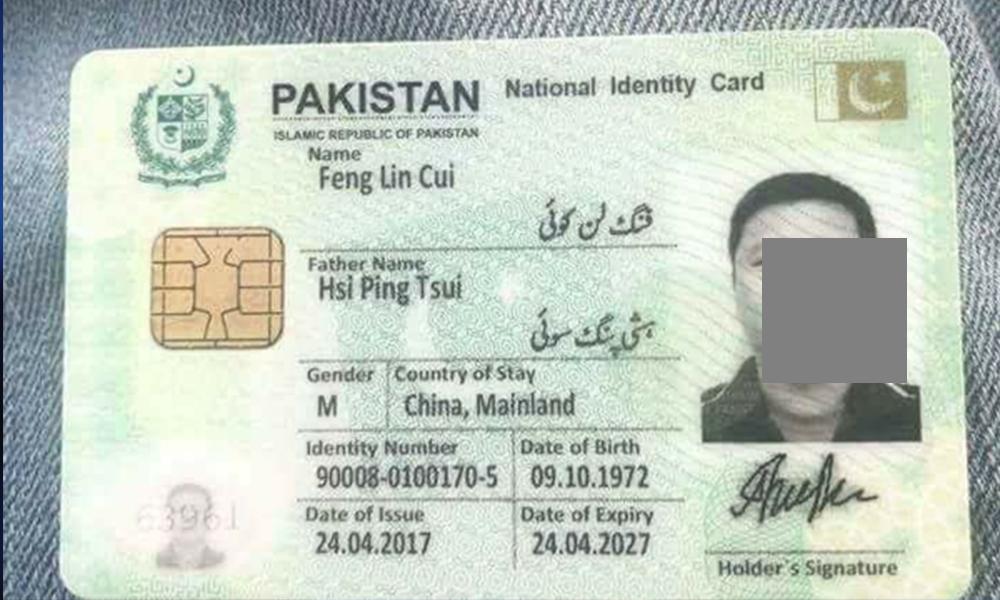 PAKISTAN National Identity Card
ISLAMIC REPUBLIC OF PAKISTAN
Name
Feng Lin Cui
فنگ لن کوئی
Father Name
Hsi Ping Tsui
ہشی پنگ سوئی
Gender Country of Stay
M China, Mainland
Identity Number Date of Birth
90008-0100170-5 09.10.1972
Date of Issue Date of Expiry
24.04.2017 24.04.2027
63961
Holder's Signature